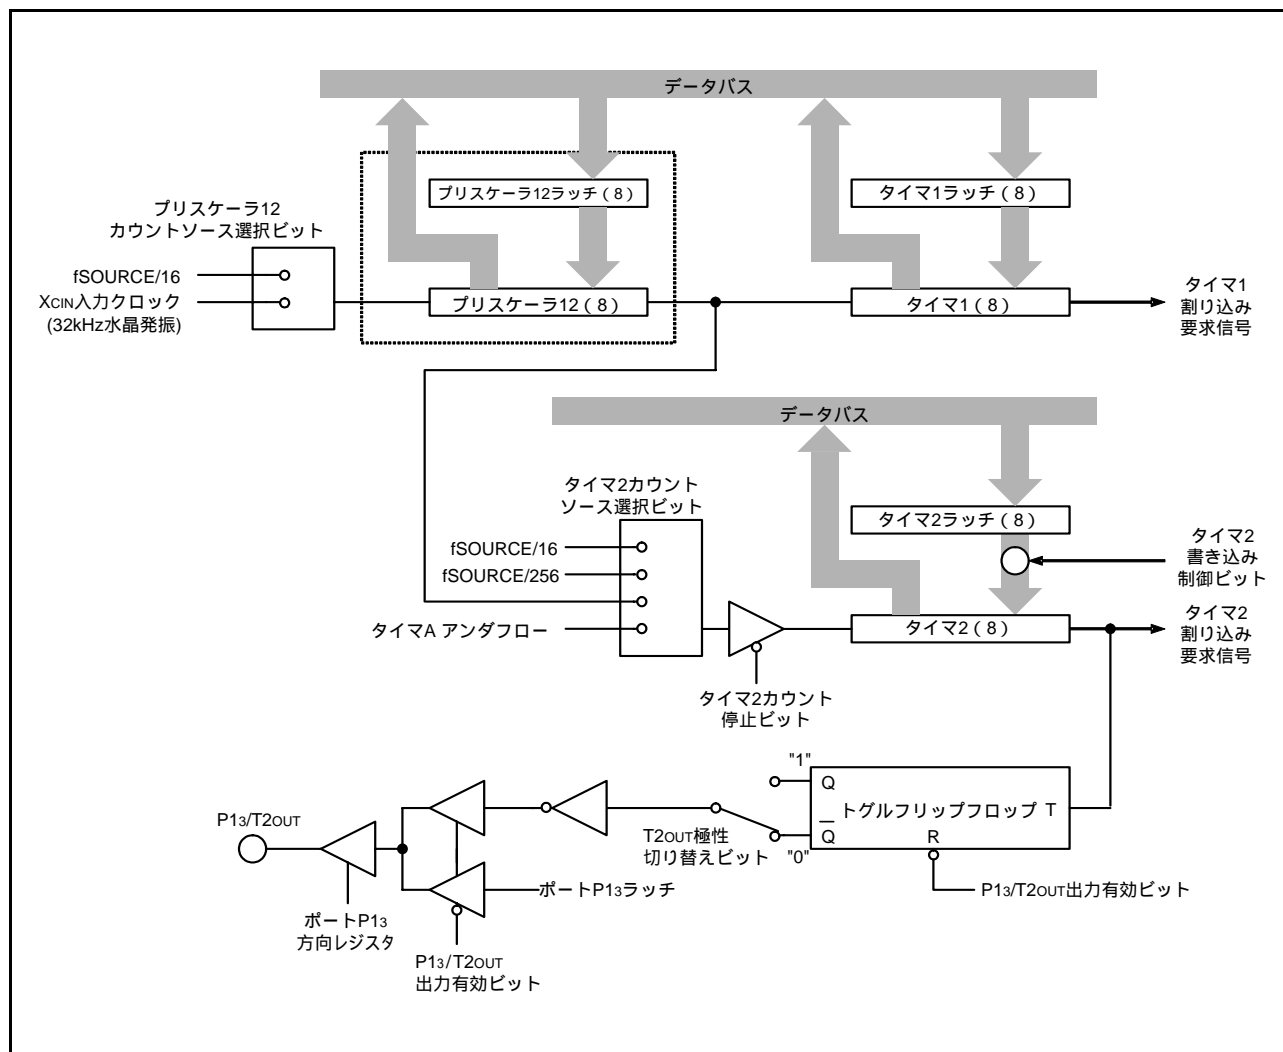 データバス
プリスケーラ12ラッチ ( 8 )
タイマ1ラッチ ( 8 )
プリスケーラ12
カウントソース選択ビット
fSOURCE/16
XCIN入力クロック
(32kHz水晶発振)
プリスケーラ12 ( 8 )
タイマ1 ( 8 )
タイマ1
割り込み
要求信号
データバス
タイマ2カウント
ソース選択ビット
タイマ2ラッチ ( 8 )
fSOURCE/16
fSOURCE/256
タイマA アンダフロー
タイマ2
書き込み
制御ビット
タイマ2 ( 8 )
タイマ2
割り込み
要求信号
タイマ2カウント
停止ビット
"1"
Q
トグルフリップフロップ T
Q
R
"0"
T2OUT極性
切り替えビット
P13/T2OUT
ポートP13ラッチ
P13/T2OUT出力有効ビット
ポートP13
方向レジスタ
P13/T2OUT
出力有効ビット